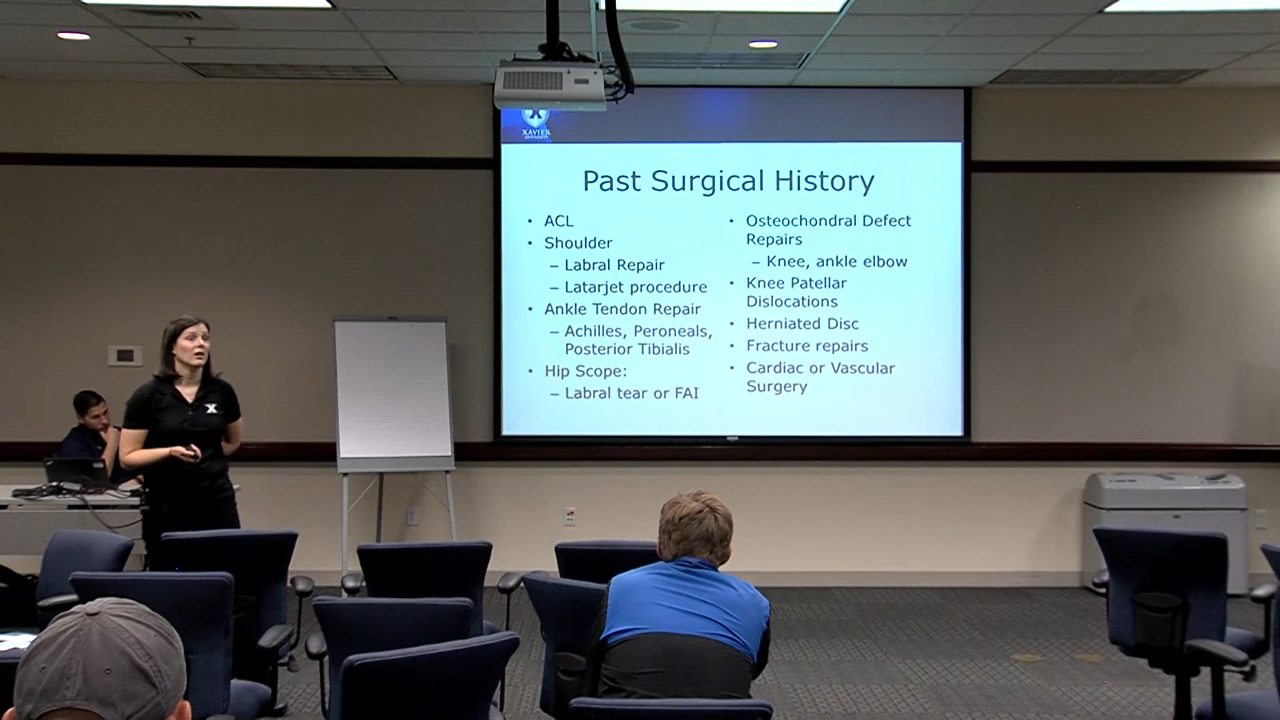 XAVIER
UNIVERSITY
Past Surgical History
• ACL
• Shoulder
– Labral Repair
– Latarjet procedure
• Ankle Tendon Repair
– Achilles, Peroneals,
Posterior Tibialis
• Hip Scope:
– Labral tear or FAI
• Osteochondral Defect
Repairs
– Knee, ankle elbow
• Knee Patellar
Dislocations
• Herniated Disc
• Fracture repairs
• Cardiac or Vascular
Surgery
X